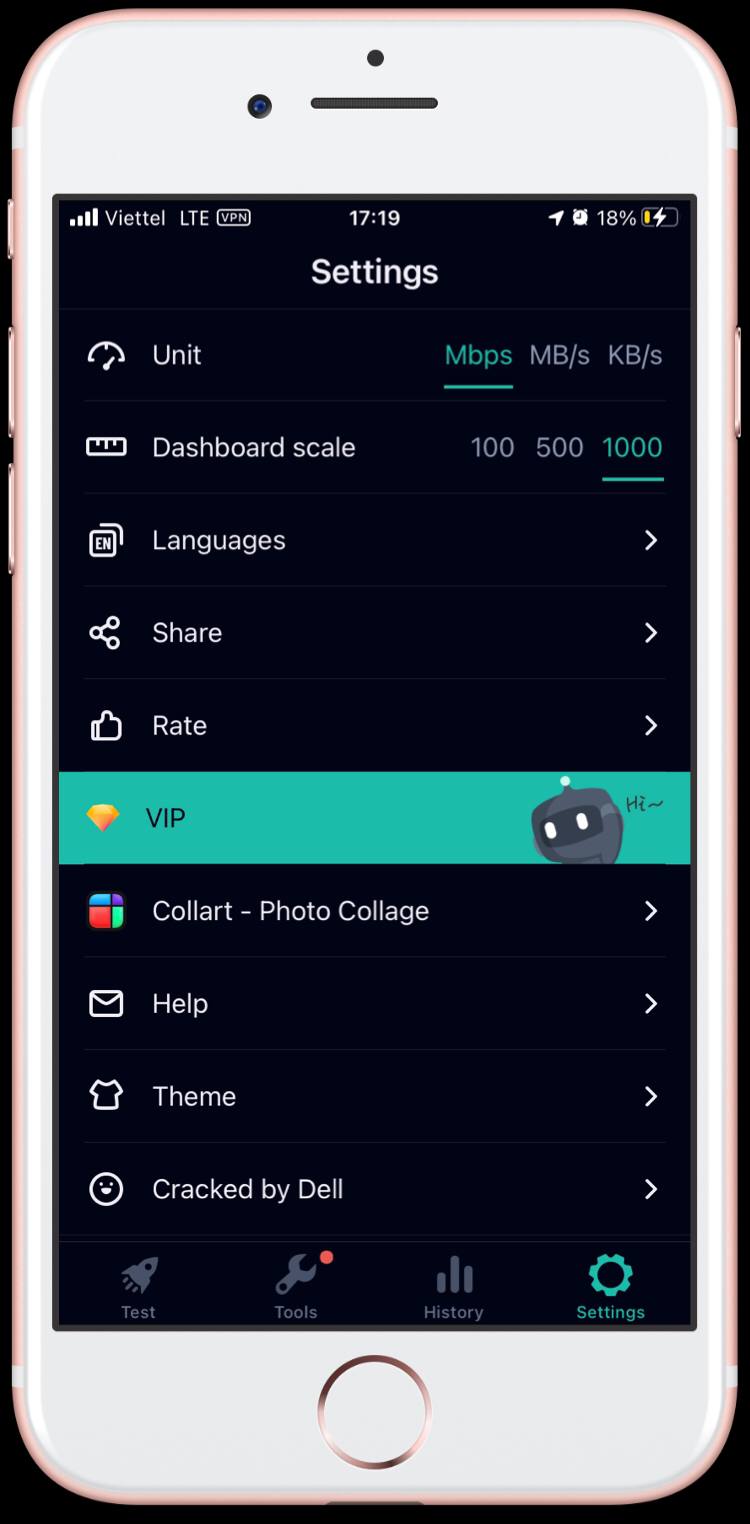 Viettel LTE VPN 17:19 18%
Settings
Unit Mbps MB/s KB/s
Dashboard scale 100 500 1000
EN Languages
Share
Rate
VIP Hi~
Collart - Photo Collage
Help
Theme
Cracked by Dell
Test Tools History Settings